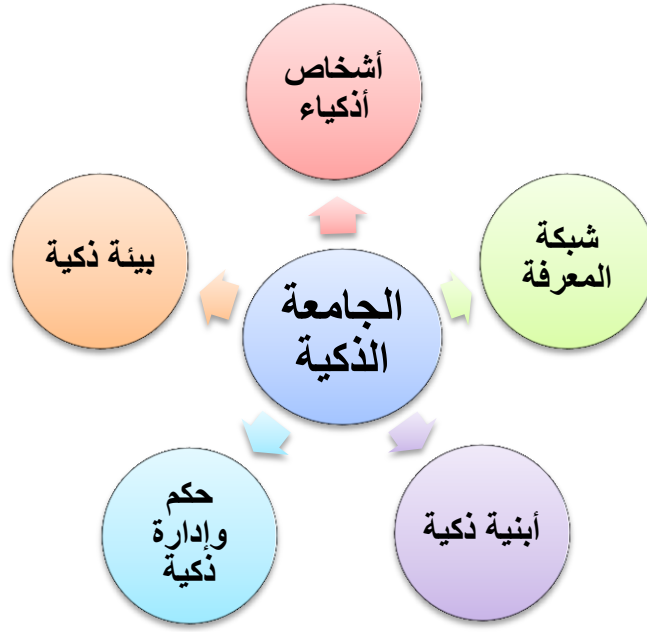 أشخاص
أذكياء
شبكة
المعرفة
أبنية ذكية
حكم
وإدارة
ذكية
بيئة ذكية
الجامعة
الذكية